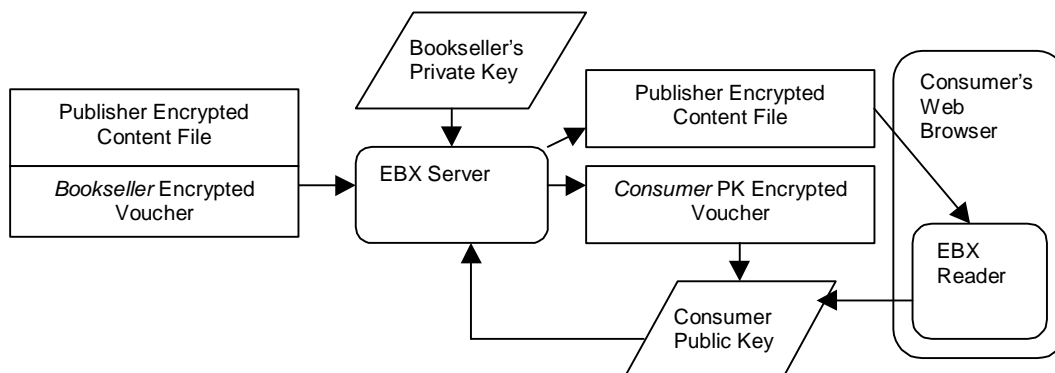 Bookseller's
Private Key
Publisher Encrypted
Content File
Bookseller Encrypted
Voucher
EBX Server
Publisher Encrypted
Content File
Consumer PK Encrypted
Voucher
Consumer
Public Key
Consumer's
Web
Browser
EBX
Reader